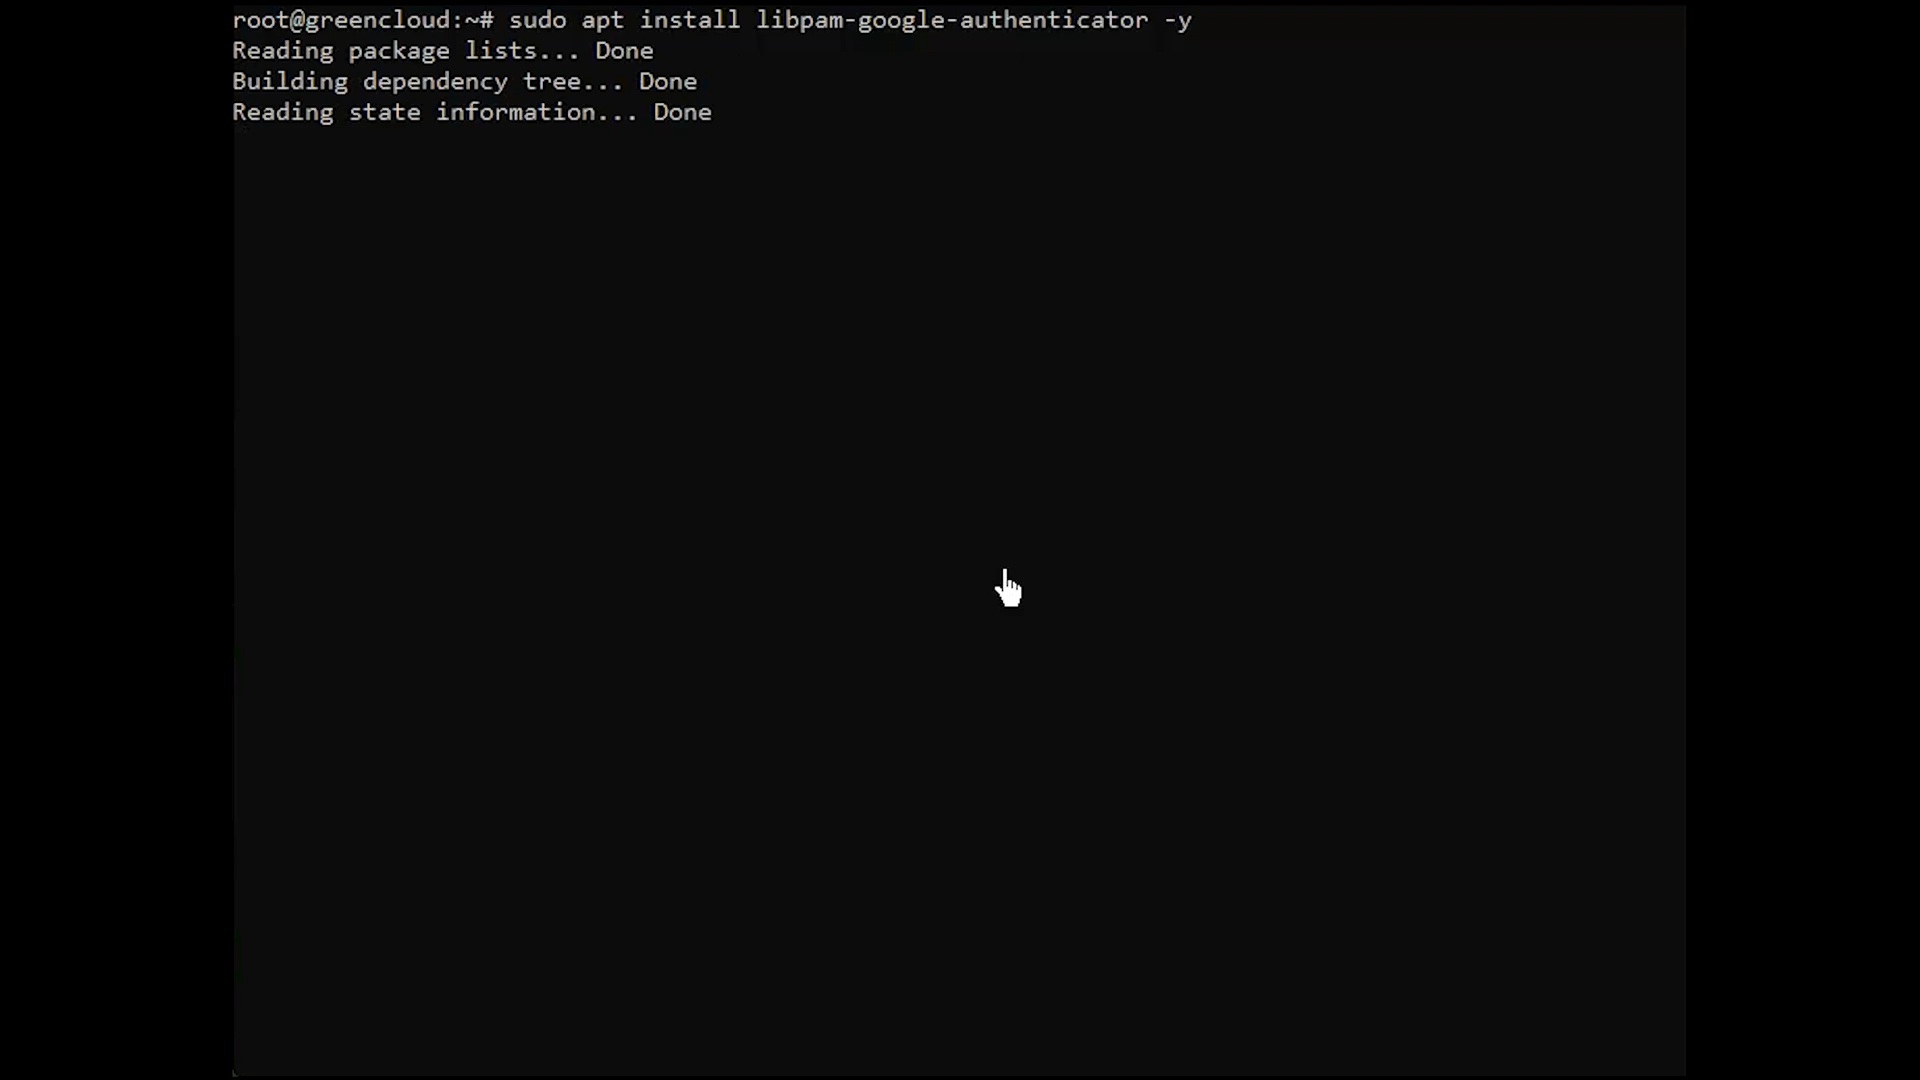 root@greencloud:~# sudo apt install libpam-google-authenticator -y
Reading package lists... Done
Building dependency tree... Done
Reading state information... Done